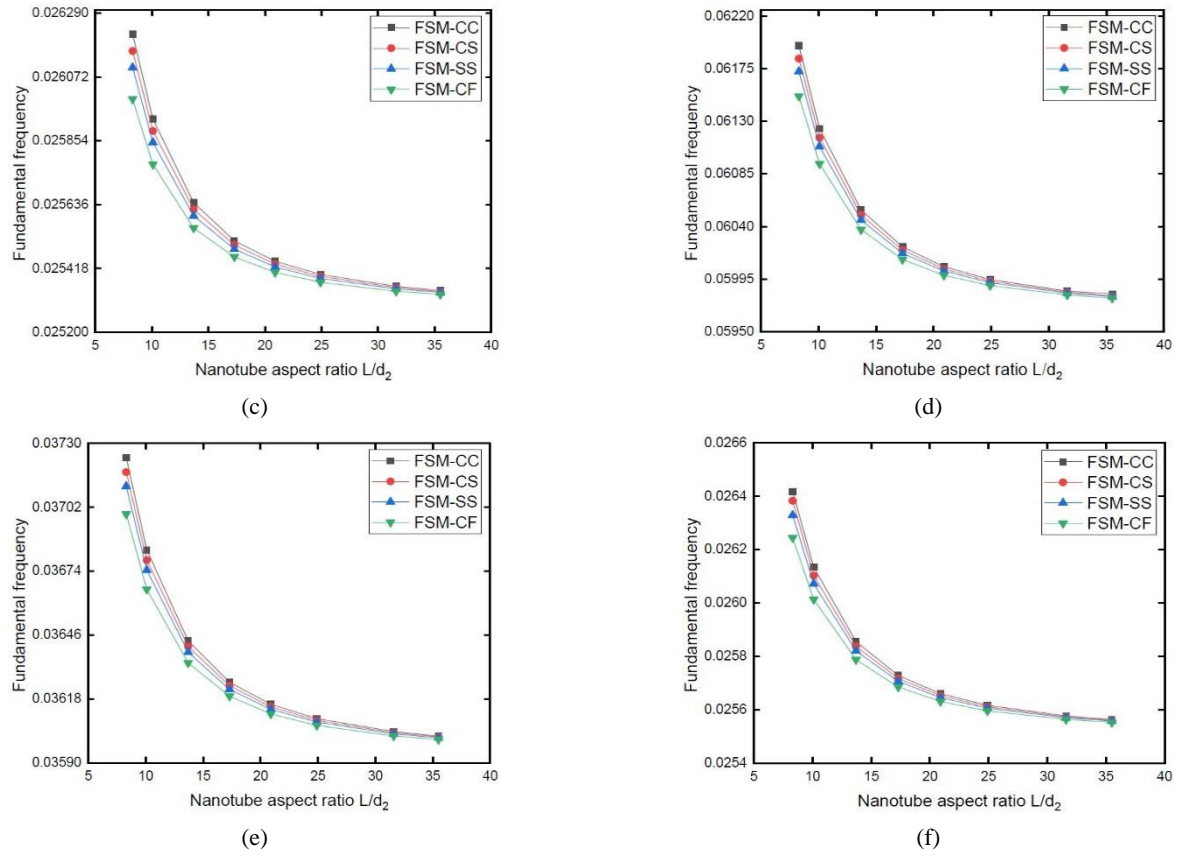 0.026290
0.026072
0.025854
0.025636
0.025418
0.025200
Fundamental frequency
FSM-CC
FSM-CS
FSM-SS
FSM-CF
5 10 15 20 25 30 35 40
Nanotube aspect ratio L/d₂
(c)
0.06220
0.06175
0.06130
0.06085
0.06040
0.05995
0.05950
Fundamental frequency
FSM-CC
FSM-CS
FSM-SS
FSM-CF
5 10 15 20 25 30 35 40
Nanotube aspect ratio L/d₂
(d)
0.03730
0.03702
0.03674
0.03646
0.03618
0.03590
Fundamental frequency
FSM-CC
FSM-CS
FSM-SS
FSM-CF
5 10 15 20 25 30 35 40
Nanotube aspect ratio L/d₂
(e)
0.0266
0.0264
0.0262
0.0260
0.0258
0.0256
0.0254
Fundamental frequency
FSM-CC
FSM-CS
FSM-SS
FSM-CF
5 10 15 20 25 30 35 40
Nanotube aspect ratio L/d₂
(f)